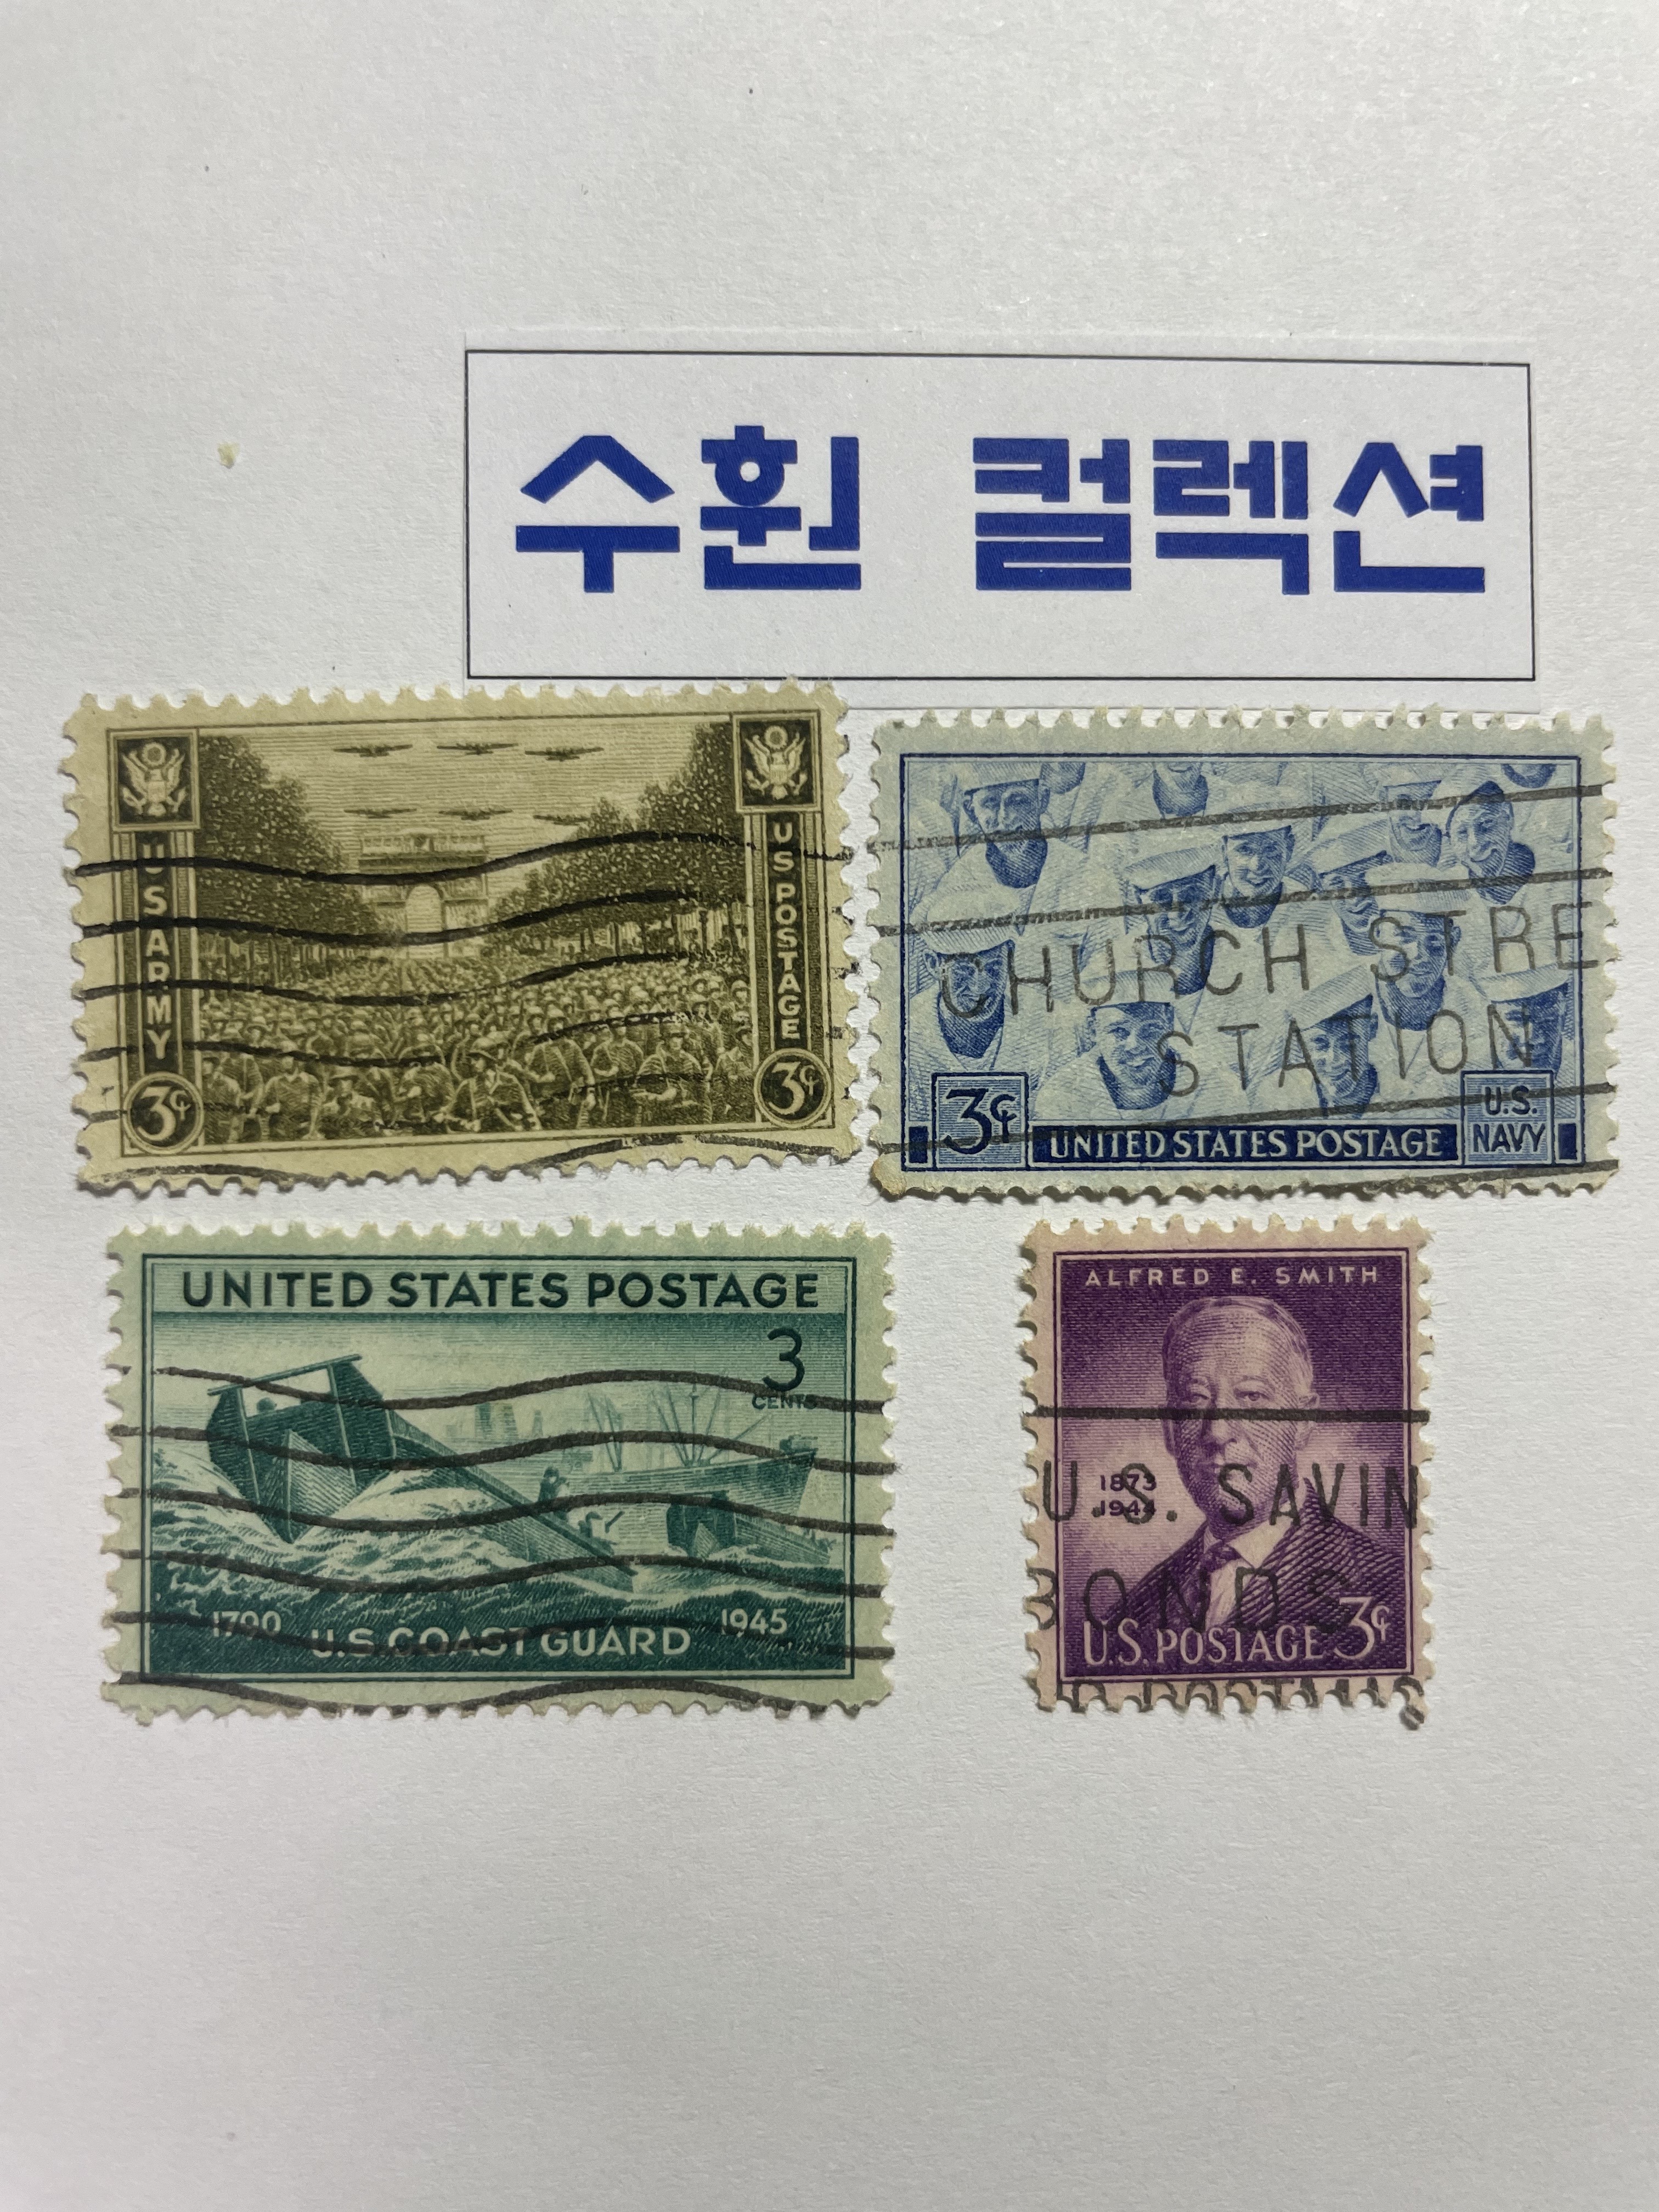 수훤 컬렉션
U S ARMY
U S POSTAGE
3¢
3¢
CHURCH STRE
STATION
3¢
UNITED STATES POSTAGE
U.S.
NAVY
UNITED STATES POSTAGE
3
CENTS
1790
U.S. COAST GUARD
1945
ALFRED E. SMITH
1873
1944
U.S. SAVIN
BONDS
U.S. POSTAGE 3¢